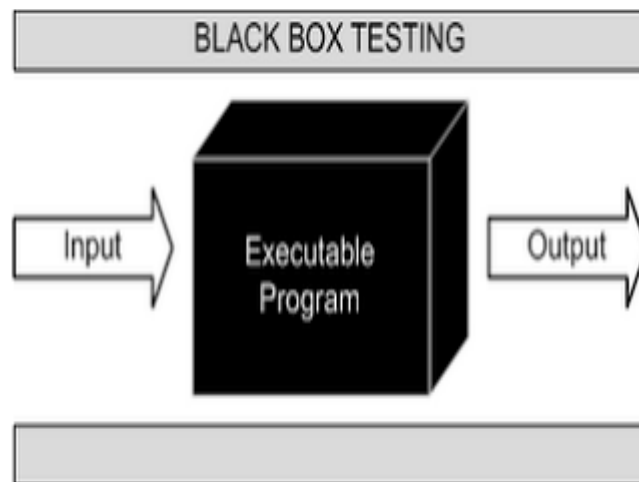 BLACK BOX TESTING
Input
Executable
Program
Output